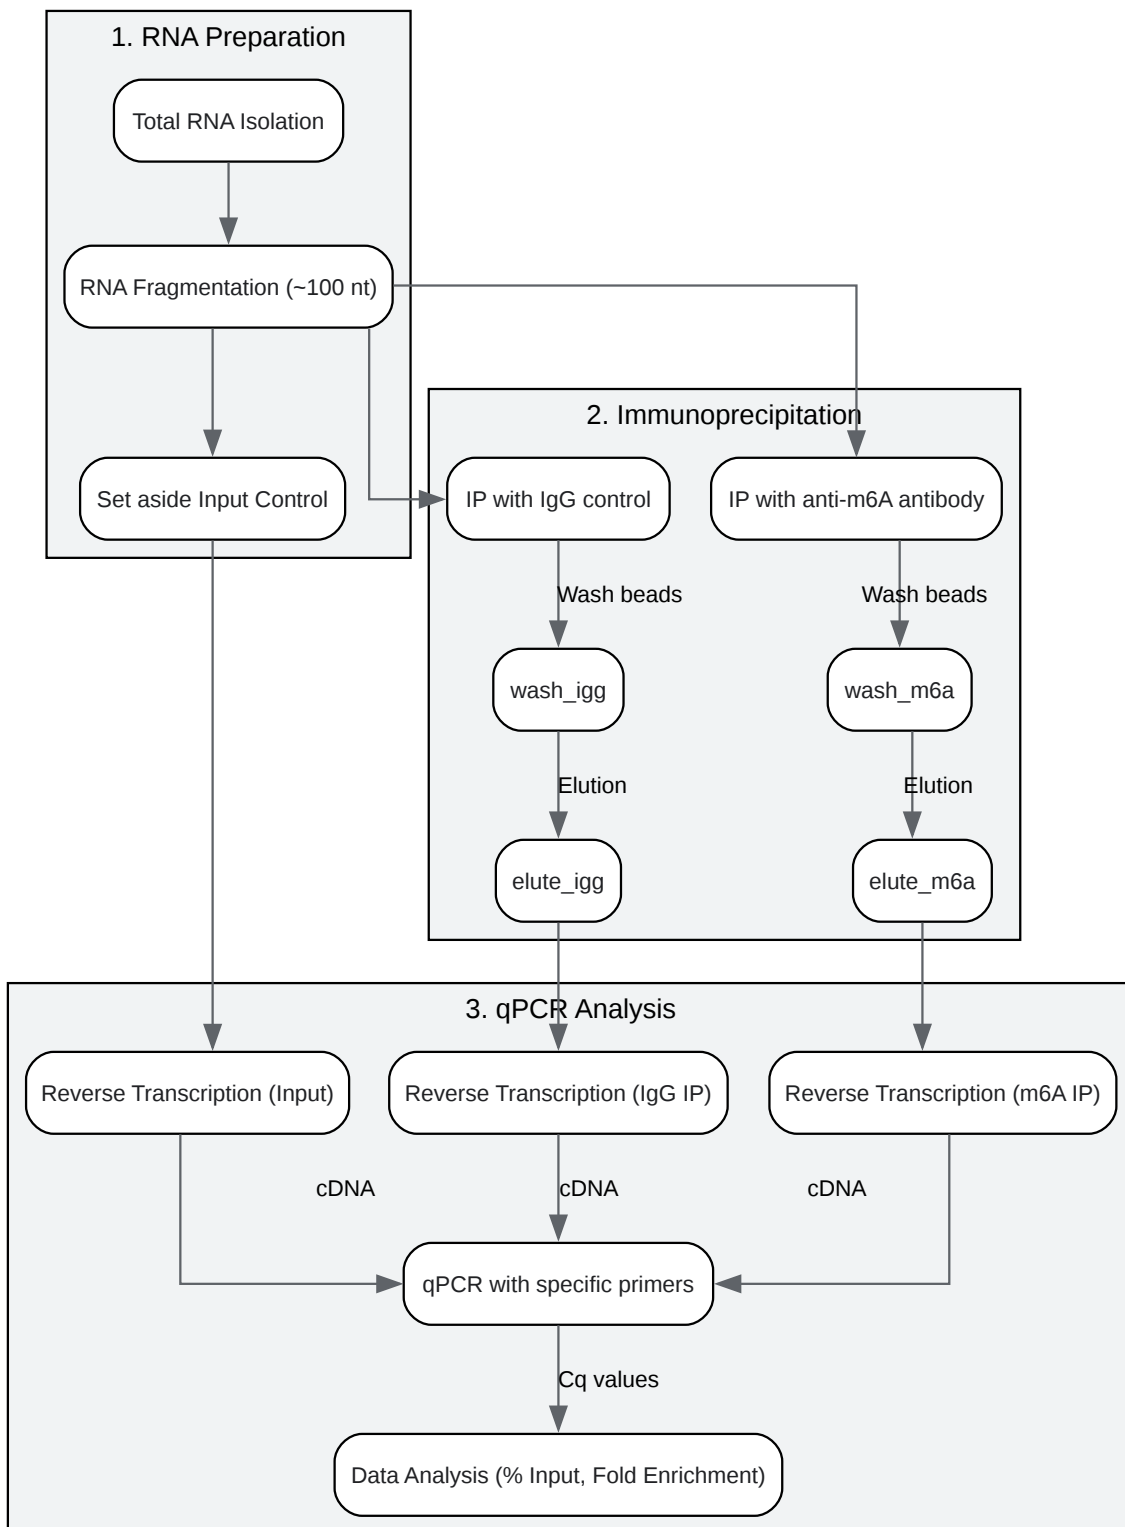 1. RNA Preparation
Total RNA Isolation
RNA Fragmentation (~100 nt)
Set aside Input Control
2. Immunoprecipitation
IP with IgG control
IP with anti-m6A antibody
Wash beads
Wash beads
wash_igg
wash_m6a
Elution
Elution
elute_igg
elute_m6a
3. qPCR Analysis
Reverse Transcription (Input)
Reverse Transcription (IgG IP)
Reverse Transcription (m6A IP)
cDNA
cDNA
cDNA
qPCR with specific primers
Cq values
Data Analysis (% Input, Fold Enrichment)